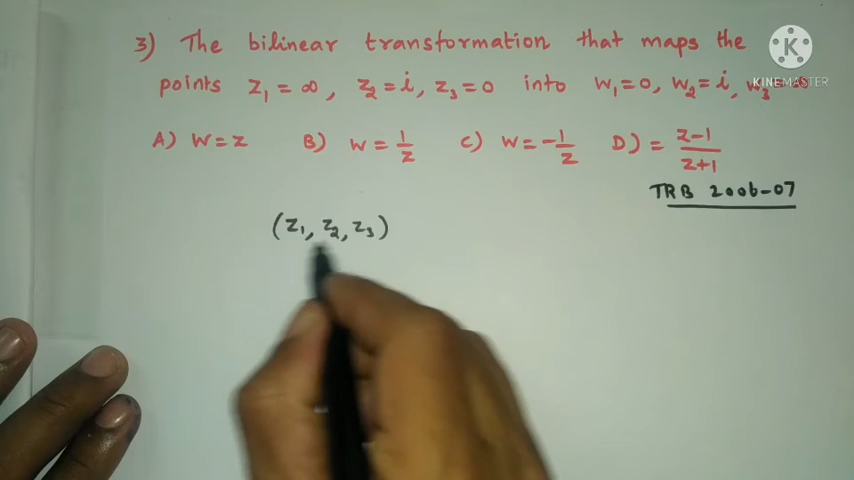 3) The bilinear transformation that maps the
points z₁ = ∞, z₂ = i, z₃ = 0 into w₁ = 0, w₂ = i, w₃ = ∞
A) w = z B) w = 1/z C) w = -1/z D) = z-1/z+1
TRB 2006-07
(z₁, z₂, z₃)
K
KINEMASTER